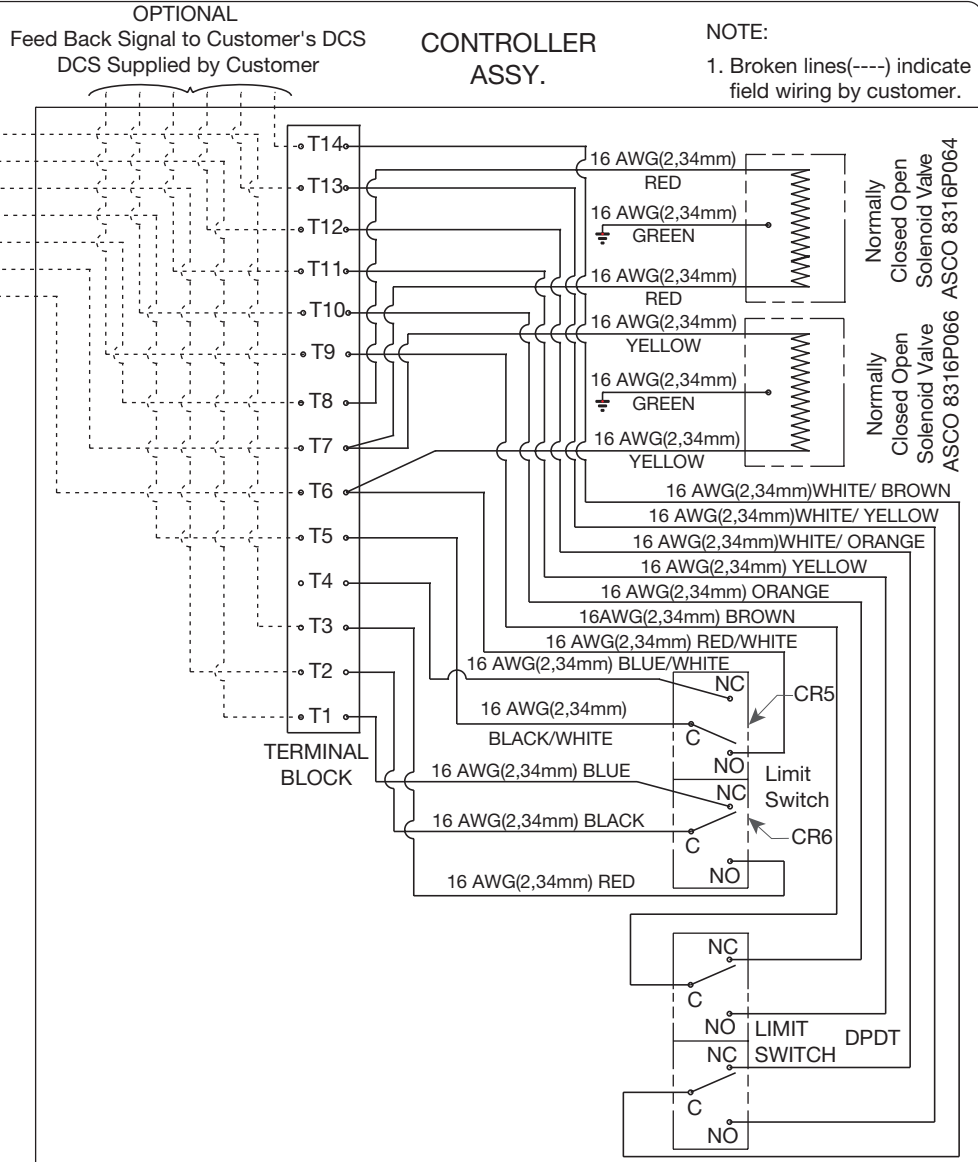 OPTIONAL
Feed Back Signal to Customer's DCS
DCS Supplied by Customer
CONTROLLER
ASSY.
NOTE:
1. Broken lines(----) indicate
field wiring by customer.
T14
T13
T12
T11
T10
T9
T8
T7
T6
T5
T4
T3
T2
T1
TERMINAL
BLOCK
16 AWG(2,34mm)
RED
16 AWG(2,34mm)
GREEN
16 AWG(2,34mm)
RED
Normally
Closed Open
Solenoid Valve
ASCO 8316P064
16 AWG(2,34mm)
YELLOW
16 AWG(2,34mm)
GREEN
16 AWG(2,34mm)
YELLOW
Normally
Closed Open
Solenoid Valve
ASCO 8316P066
16 AWG(2,34mm)WHITE/ BROWN
16 AWG(2,34mm)WHITE/ YELLOW
16 AWG(2,34mm)WHITE/ ORANGE
16 AWG(2,34mm) YELLOW
16 AWG(2,34mm) ORANGE
16AWG(2,34mm) BROWN
16 AWG(2,34mm) RED/WHITE
16 AWG(2,34mm) BLUE/WHITE
16 AWG(2,34mm)
BLACK/WHITE
NC
C
NO
CR5
16 AWG(2,34mm) BLUE
16 AWG(2,34mm) BLACK
16 AWG(2,34mm) RED
Limit
Switch
NC
C
NO
CR6
NC
C
NO
LIMIT
SWITCH
DPDT
NC
C
NO